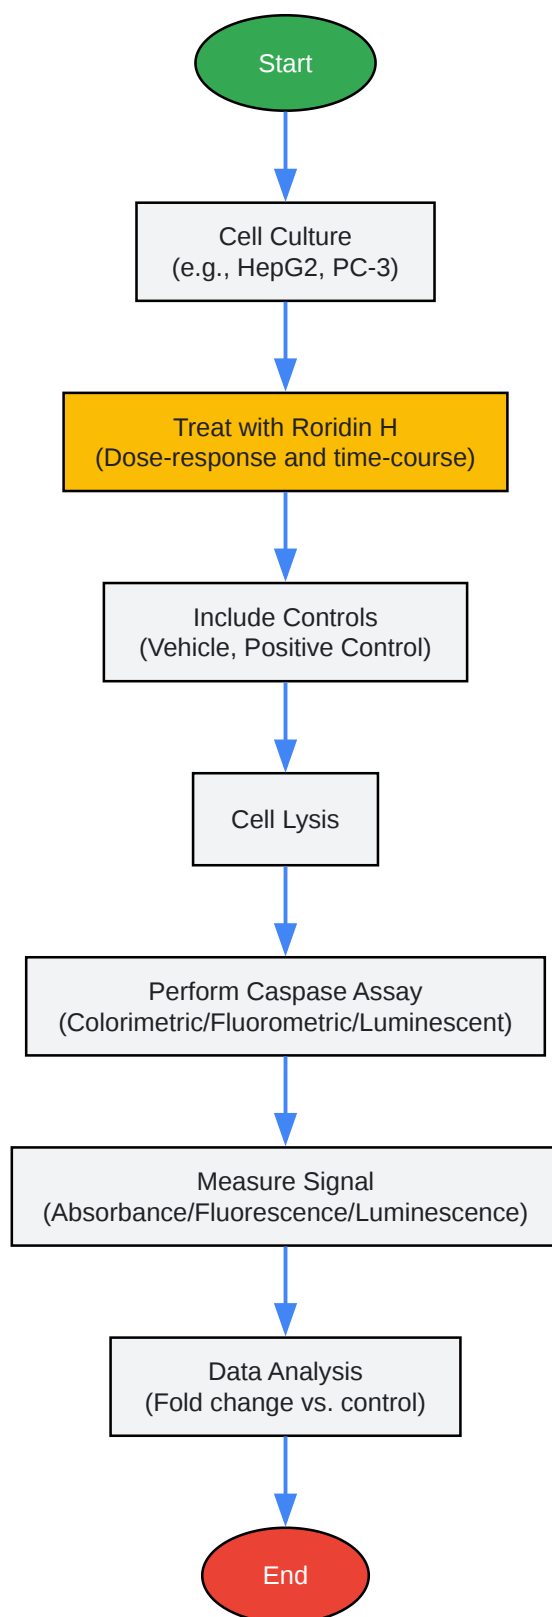 Start
Cell Culture
(e.g., HepG2, PC-3)
Treat with Roridin H
(Dose-response and time-course)
Include Controls
(Vehicle, Positive Control)
Cell Lysis
Perform Caspase Assay
(Colorimetric/Fluorometric/Luminescent)
Measure Signal
(Absorbance/Fluorescence/Luminescence)
Data Analysis
(Fold change vs. control)
End